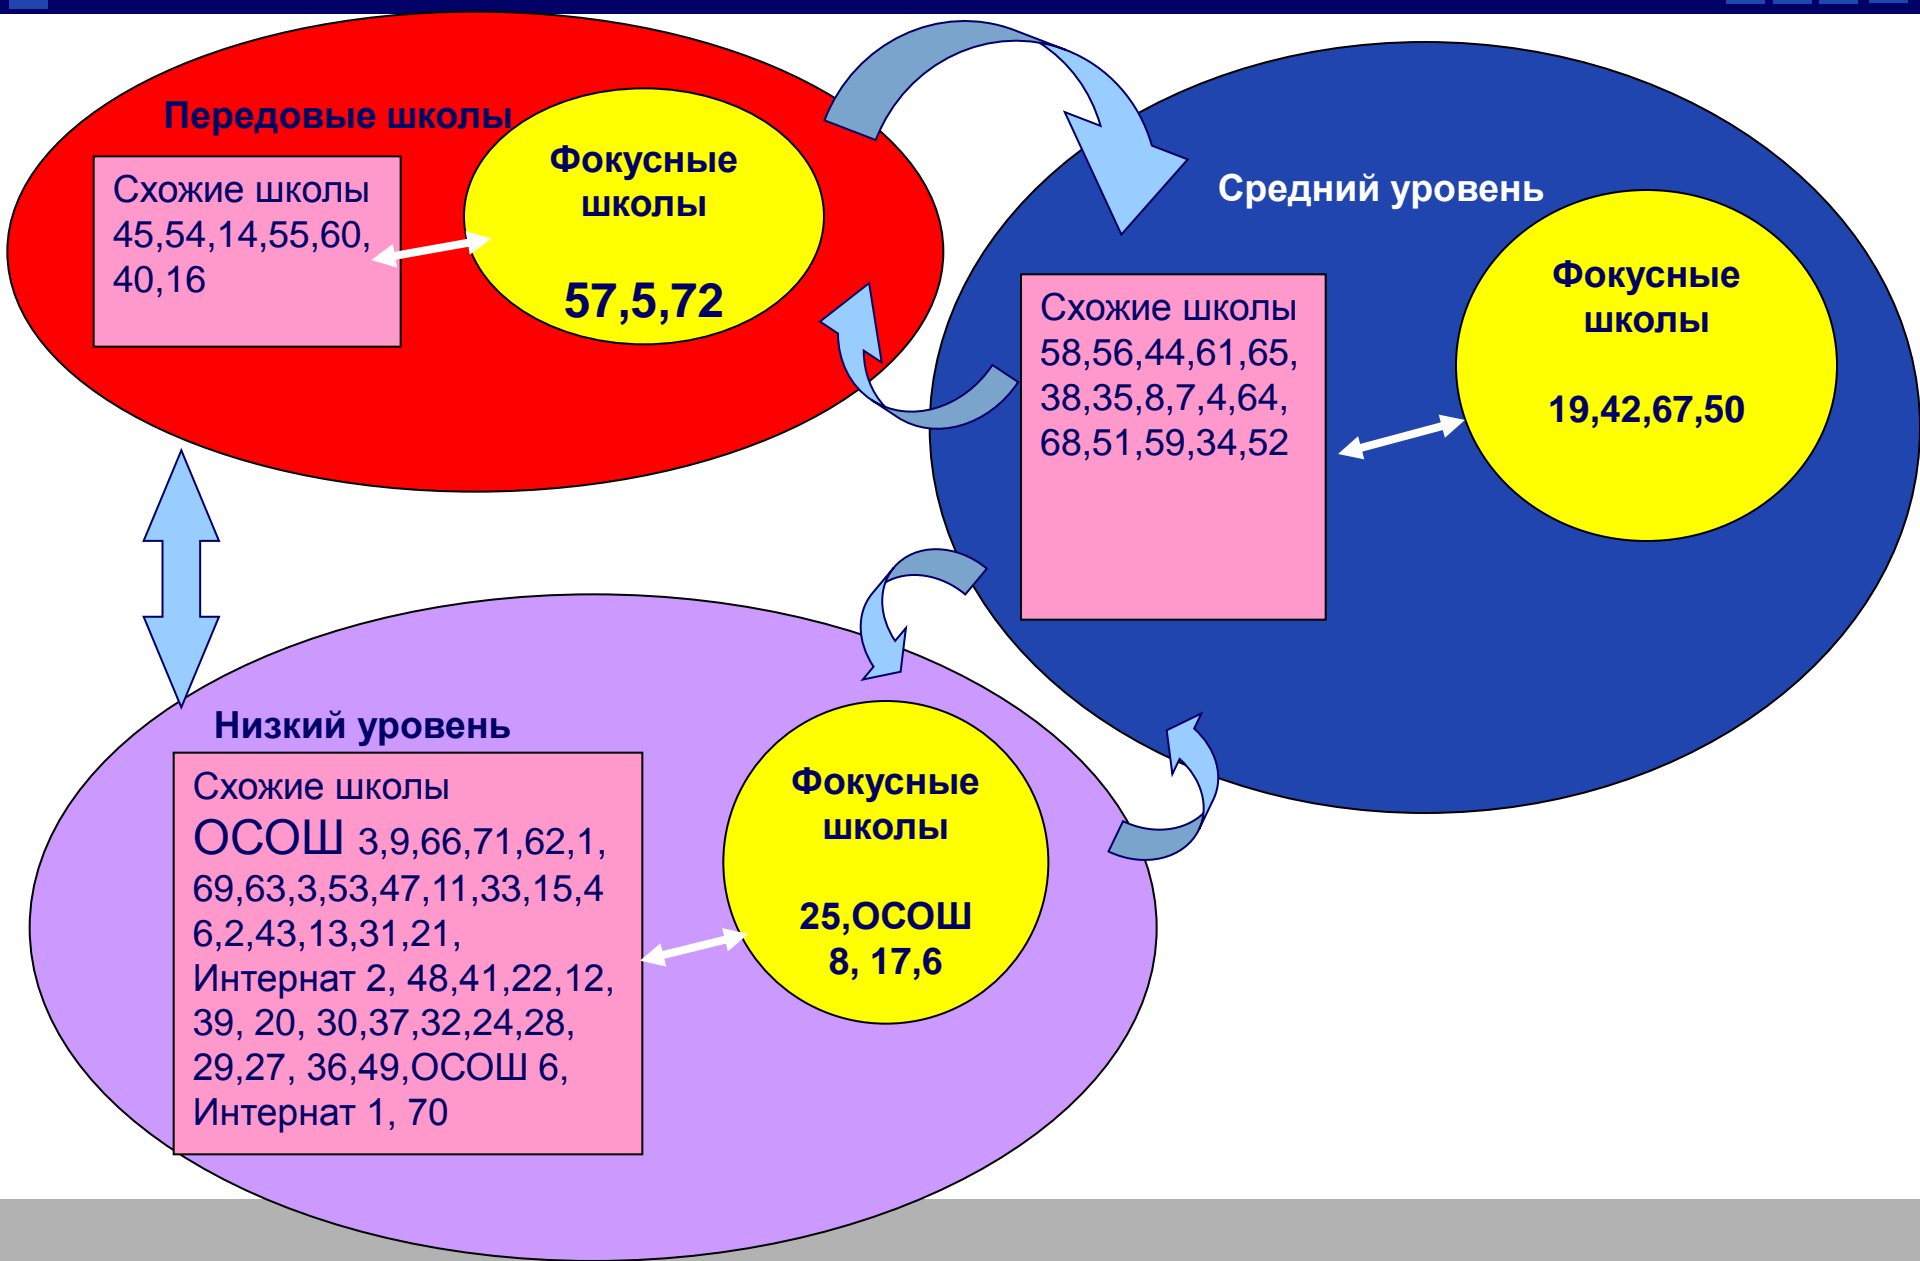 Передовые школы
Схожие школы
45,54,14,55,60,
40,16
Фокусные
школы
57,5,72
Средний уровень
Схожие школы
58,56,44,61,65,
38,35,8,7,4,64,
68,51,59,34,52
Фокусные
школы
19,42,67,50
Низкий уровень
Схожие школы
ОСОШ 3,9,66,71,62,1,
69,63,3,53,47,11,33,15,4
6,2,43,13,31,21,
Интернат 2, 48,41,22,12,
39, 20, 30,37,32,24,28,
29,27, 36,49,ОСОШ 6,
Интернат 1, 70
Фокусные
школы
25,ОСОШ
8, 17,6